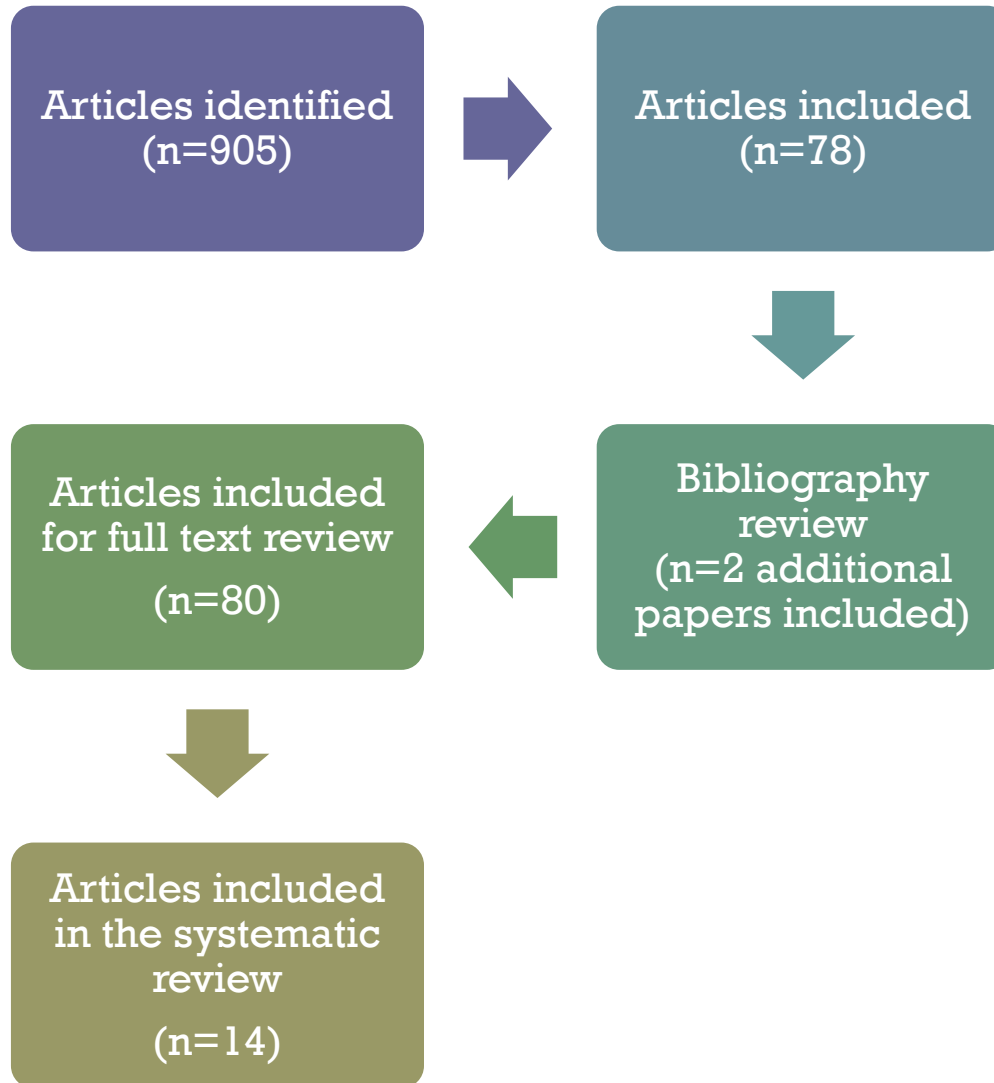 Articles identified
(n=905)
Articles included
(n=78)
Bibliography
review
(n=2 additional
papers included)
Articles included
for full text review
(n=80)
Articles included
in the systematic
review
(n=14)